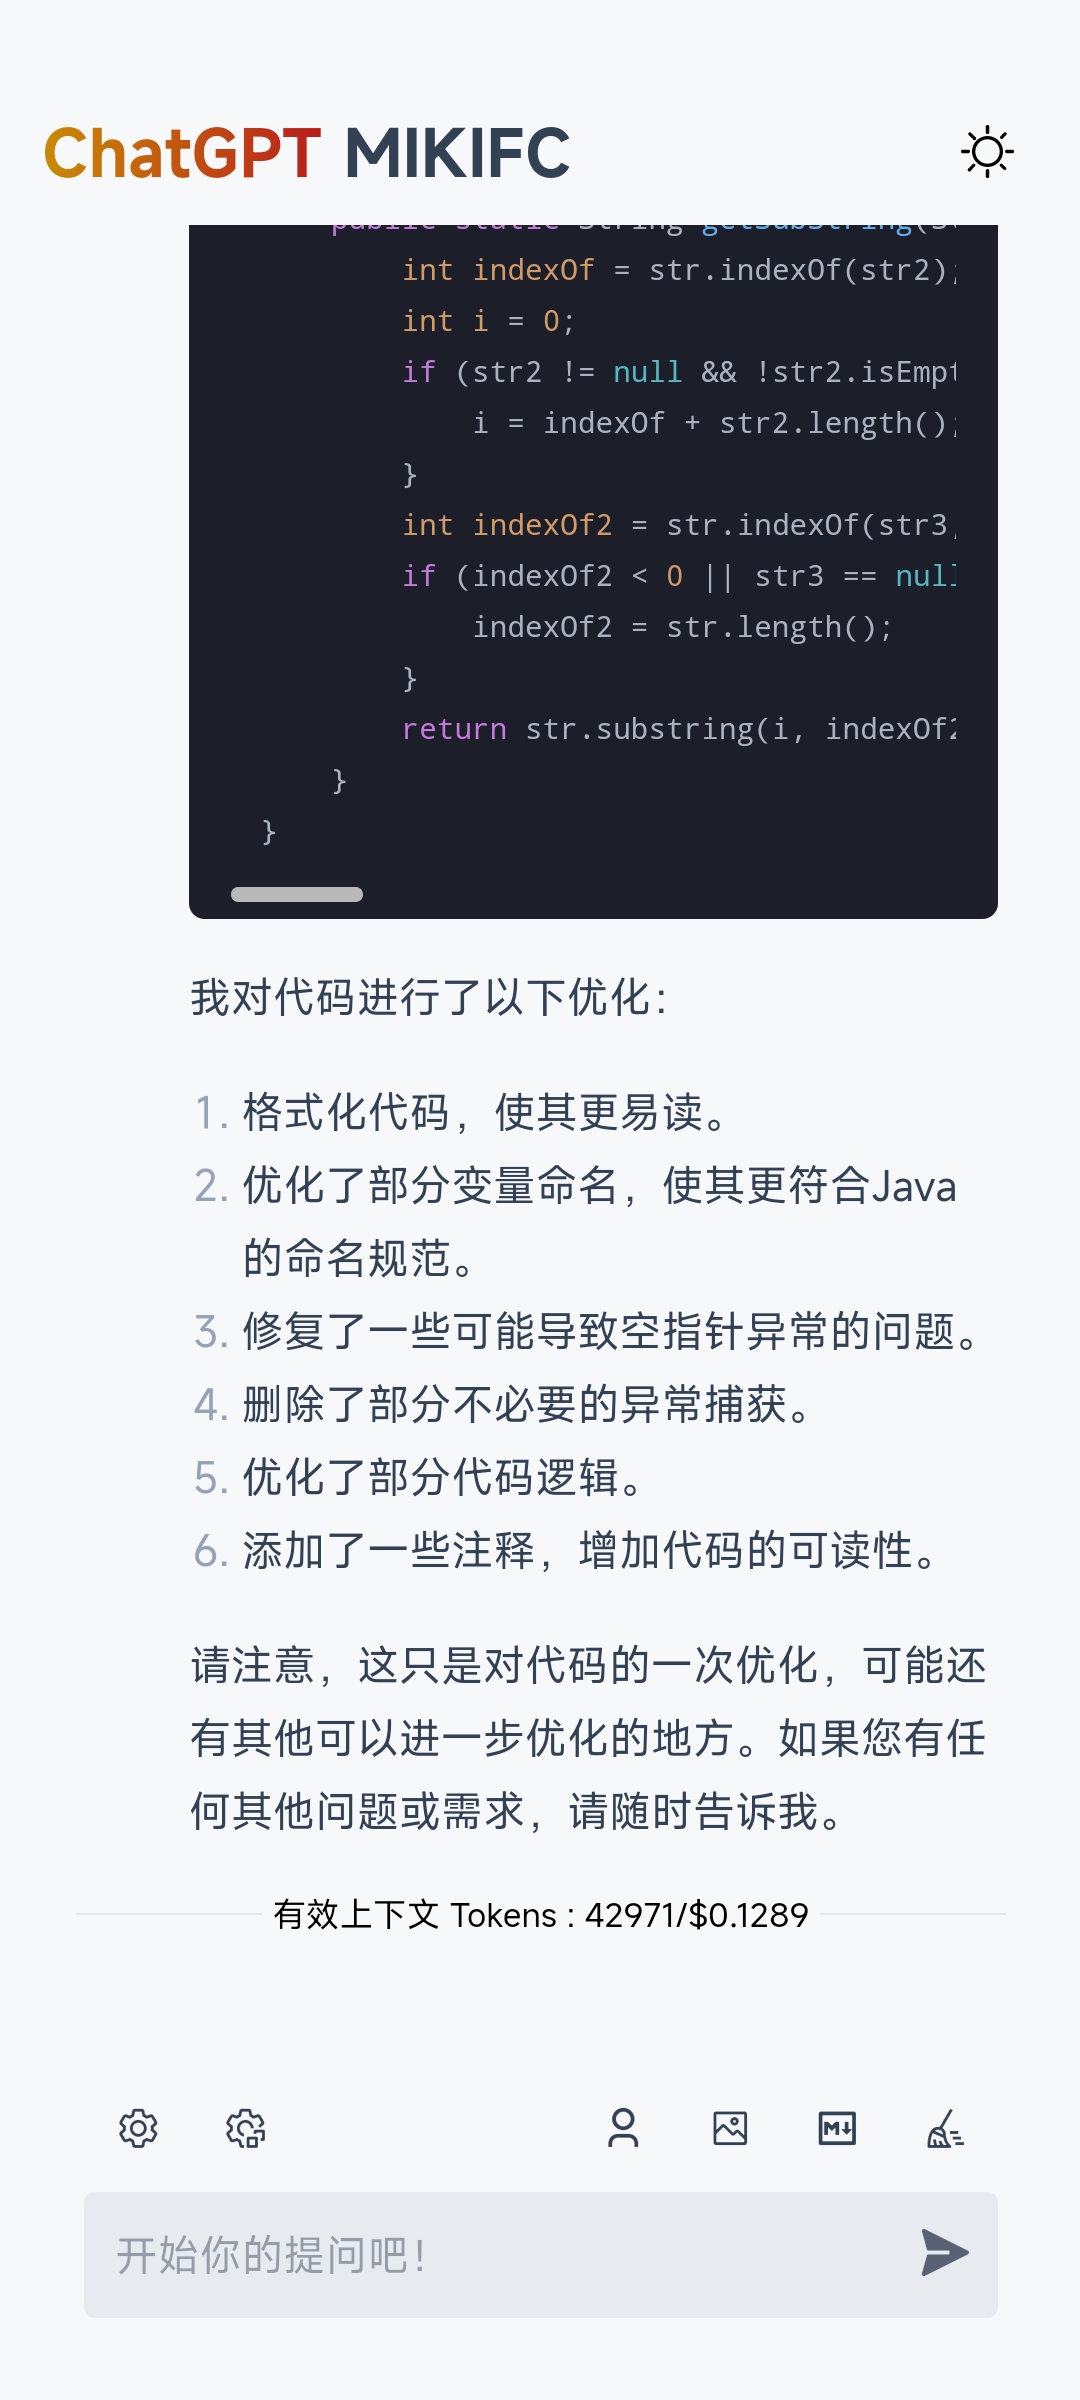 ChatGPT MIKIFC
public static String getSubString(
int indexOf = str.indexOf(str2);
int i = 0;
if (str2 != null && !str2.isEmpt
i = indexOf + str2.length();
}
int indexOf2 = str.indexOf(str3,
if (indexOf2 < 0 || str3 == null
indexOf2 = str.length();
}
return str.substring(i, indexOf2
}
}
我对代码进行了以下优化：
1. 格式化代码，使其更易读。
2. 优化了部分变量命名，使其更符合Java
的命名规范。
3. 修复了一些可能导致空指针异常的问题。
4. 删除了部分不必要的异常捕获。
5. 优化了部分代码逻辑。
6. 添加了一些注释，增加代码的可读性。
请注意，这只是对代码的一次优化，可能还
有其他可以进一步优化的地方。如果您有任
何其他问题或需求，请随时告诉我。
有效上下文 Tokens : 42971/$0.1289
M
开始你的提问吧！